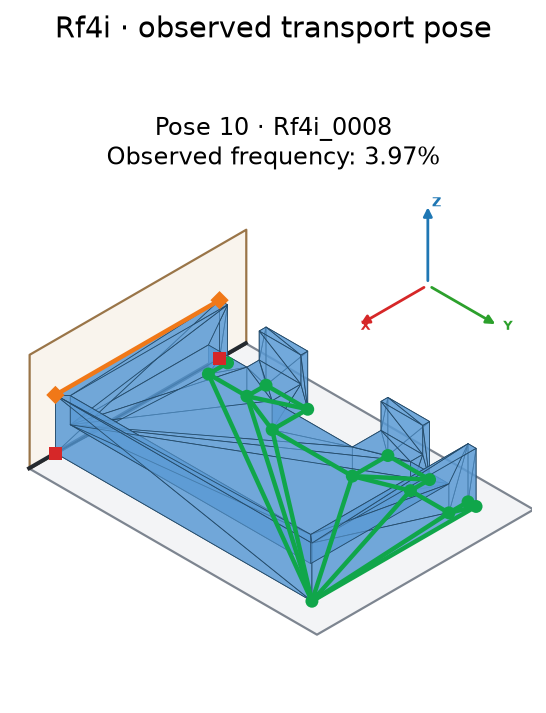 Rf4i · observed transport pose
Pose 10 · Rf4i_0008
Observed frequency: 3.97%
Z
X
Y